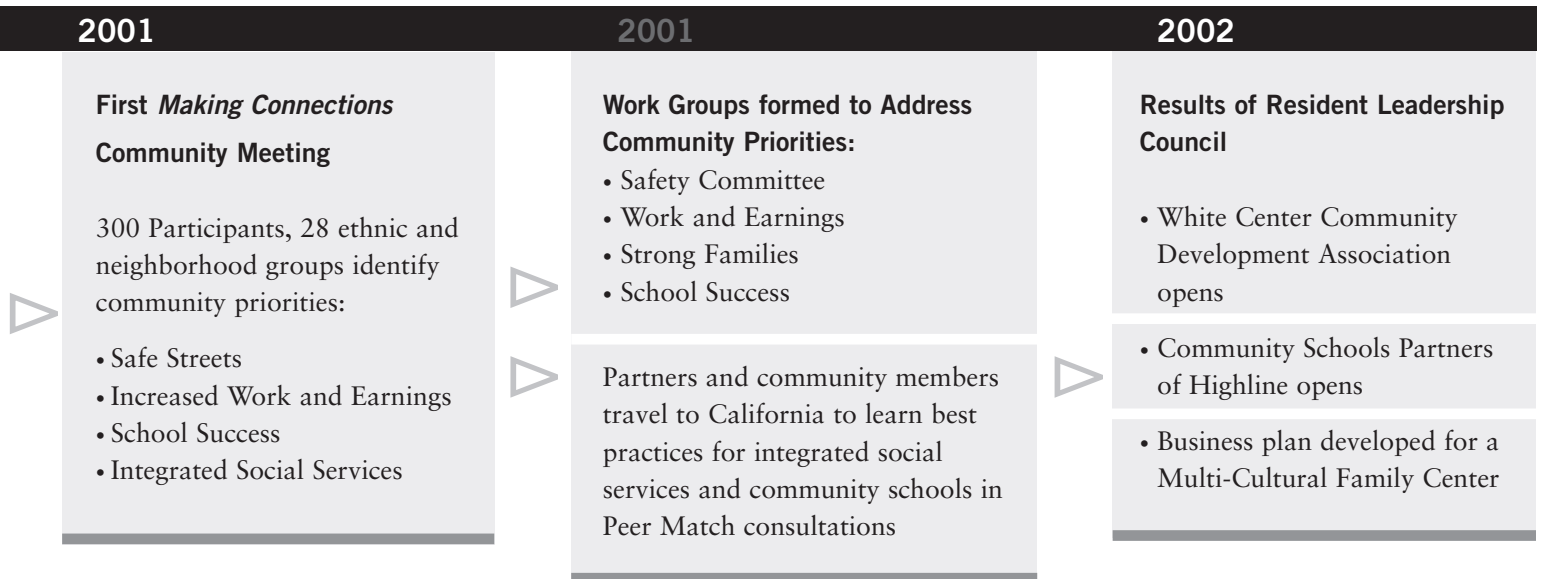 2001
First Making Connections
Community Meeting
300 Participants, 28 ethnic and
neighborhood groups identify
community priorities:
• Safe Streets
• Increased Work and Earnings
• School Success
• Integrated Social Services
2001
Work Groups formed to Address
Community Priorities:
• Safety Committee
• Work and Earnings
• Strong Families
• School Success
Partners and community members
travel to California to learn best
practices for integrated social
services and community schools in
Peer Match consultations
2002
Results of Resident Leadership
Council
• White Center Community
Development Association
opens
• Community Schools Partners
of Highline opens
• Business plan developed for a
Multi-Cultural Family Center